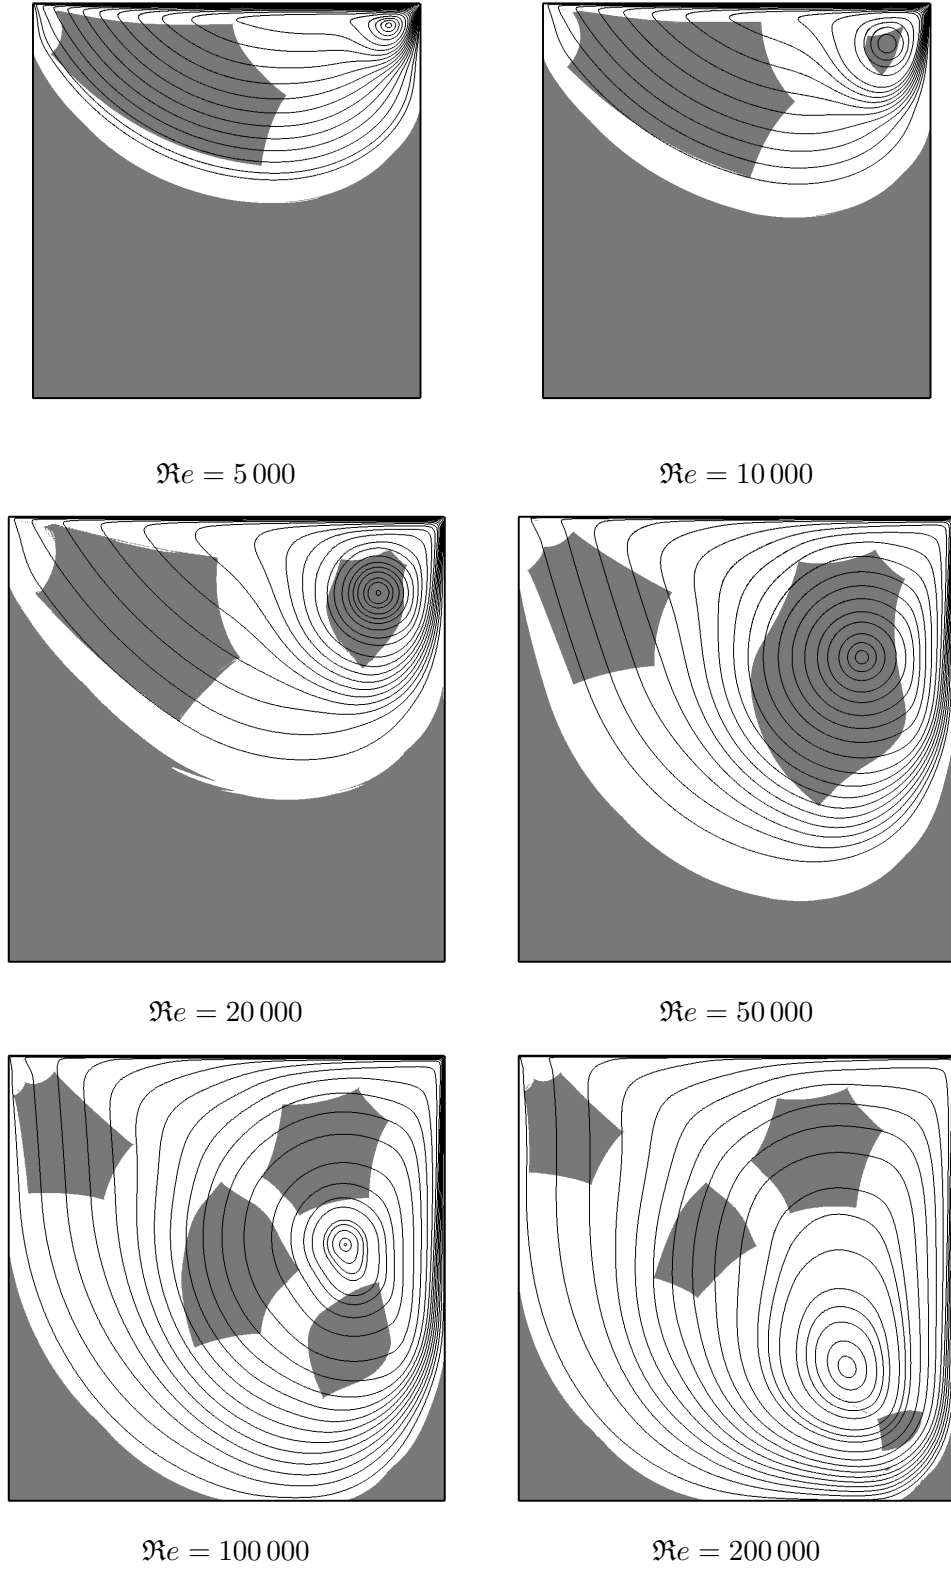 ℜe = 5 000
ℜe = 10 000
ℜe = 20 000
ℜe = 50 000
ℜe = 100 000
ℜe = 200 000